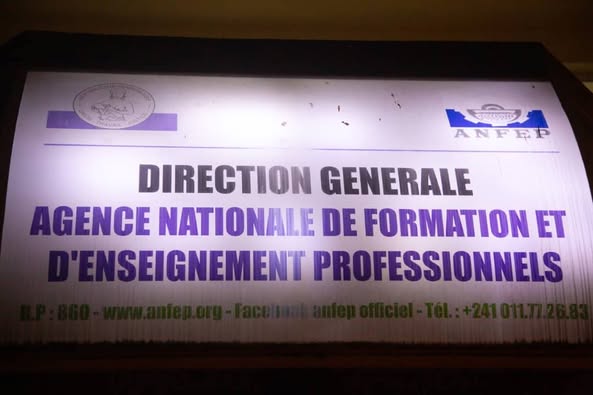 ANFEP
DIRECTION GENERALE
AGENCE NATIONALE DE FORMATION ET
D'ENSEIGNEMENT PROFESSIONNELS
B.P : 860 - www.anfep.org - Facebook anfep officiel - Tél. : +241 011.77.26.83